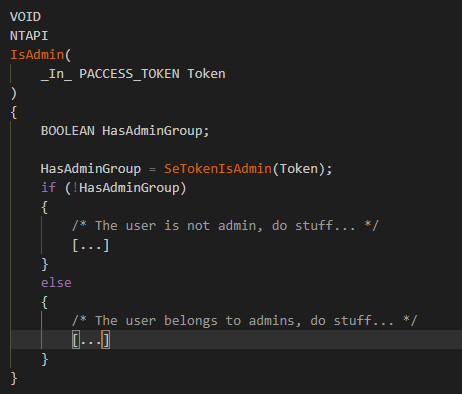 VOID
NTAPI
IsAdmin(
    _In_ PACCESS_TOKEN Token
)
{
    BOOLEAN HasAdminGroup;

    HasAdminGroup = SeTokenIsAdmin(Token);
    if (!HasAdminGroup)
    {
        /* The user is not admin, do stuff... */
        [...]
    }
    else
    {
        /* The user belongs to admins, do stuff... */
        [...]
    }
}